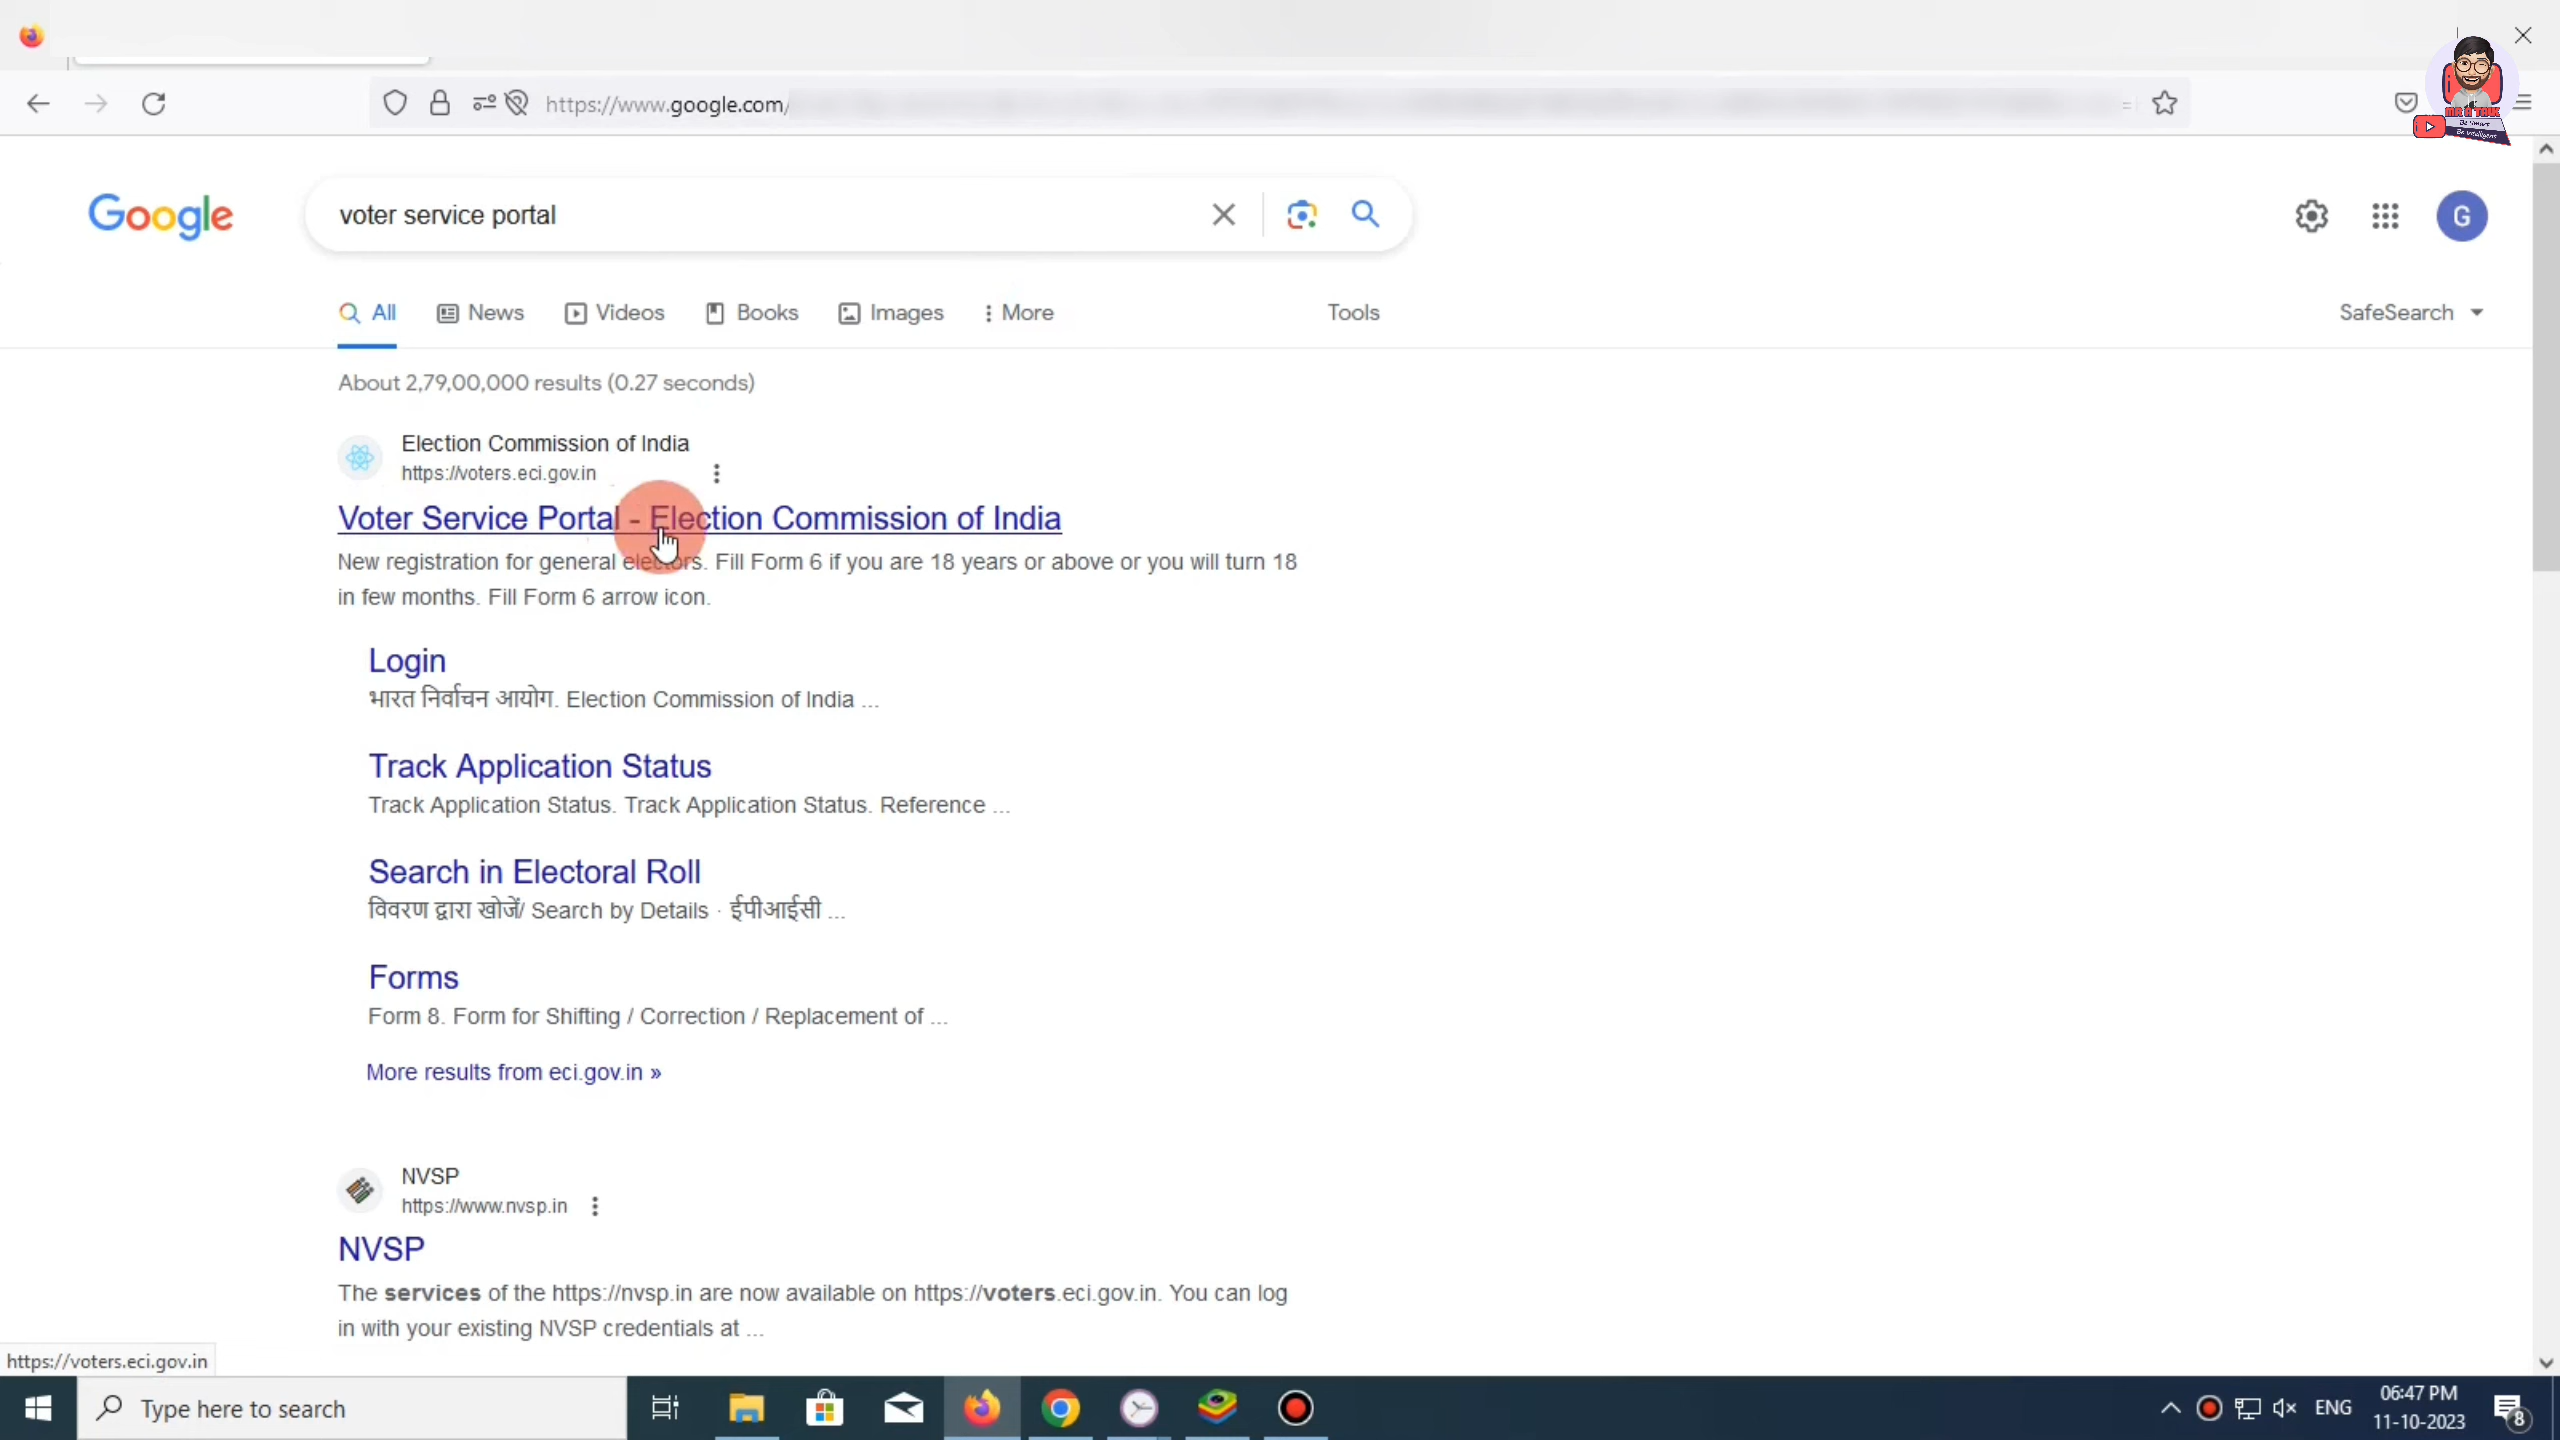 https://www.google.com/
MR A TALK
Be Smart
Be Intelligent
Google
voter service portal
G
All
News
Videos
Books
Images
More
Tools
SafeSearch
About 2,79,00,000 results (0.27 seconds)
Election Commission of India
https://voters.eci.gov.in
Voter Service Portal - Election Commission of India
New registration for general electors. Fill Form 6 if you are 18 years or above or you will turn 18
in few months. Fill Form 6 arrow icon.
Login
भारत निर्वाचन आयोग. Election Commission of India ...
Track Application Status
Track Application Status. Track Application Status. Reference ...
Search in Electoral Roll
विवरण द्वारा खोजें/ Search by Details · ईपीआईसी ...
Forms
Form 8. Form for Shifting / Correction / Replacement of ...
More results from eci.gov.in »
NVSP
https://www.nvsp.in
NVSP
The services of the https://nvsp.in are now available on https://voters.eci.gov.in. You can log
in with your existing NVSP credentials at ...
https://voters.eci.gov.in
Type here to search
ENG
06:47 PM
11-10-2023
8